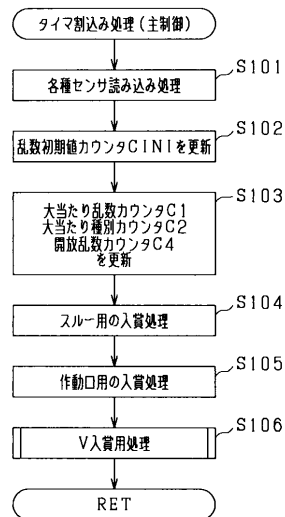 タイマ割込み処理（主制御）
S101
各種センサ読み込み処理
S102
乱数初期値カウンタCINIを更新
S103
大当たり乱数カウンタC1
大当たり種別カウンタC2
開放乱数カウンタC4
を更新
S104
スルー用の入賞処理
S105
作動口用の入賞処理
S106
V入賞用処理
RET